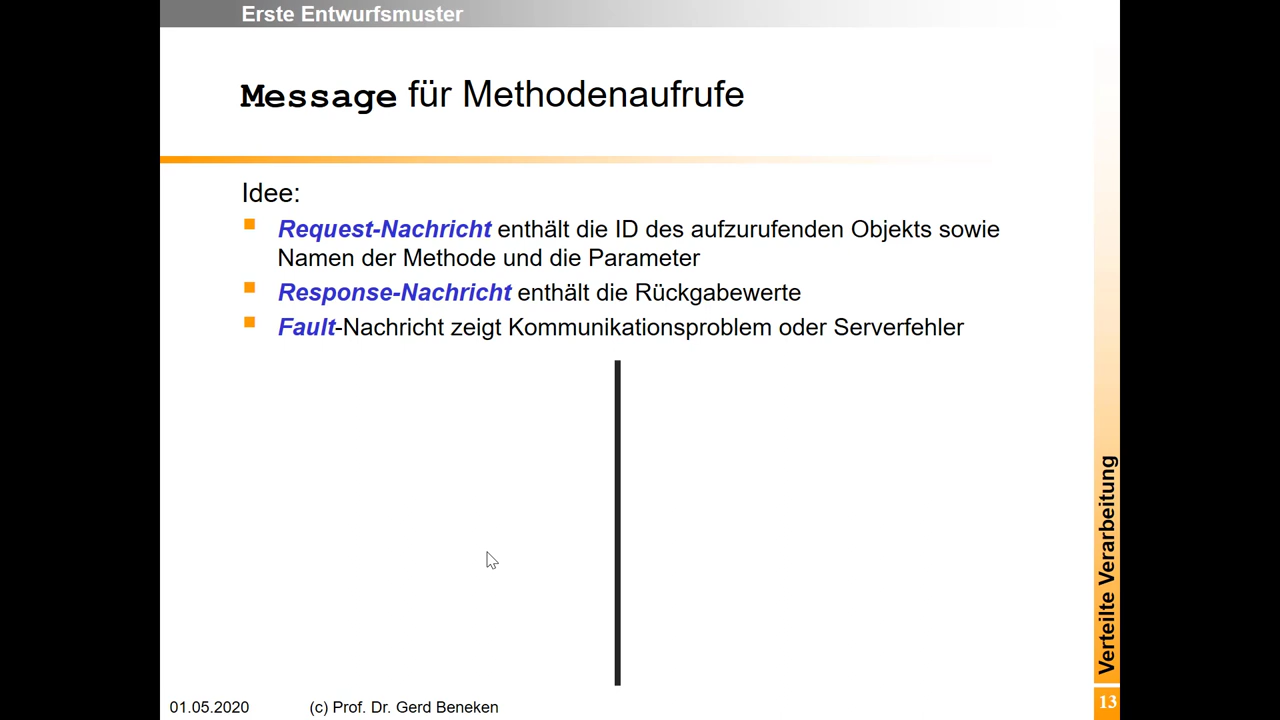 Erste Entwurfsmuster
Message für Methodenaufrufe
Idee:
Request-Nachricht enthält die ID des aufzurufenden Objekts sowie
Namen der Methode und die Parameter
Response-Nachricht enthält die Rückgabewerte
Fault-Nachricht zeigt Kommunikationsproblem oder Serverfehler
Verteilte Verarbeitung
01.05.2020
(c) Prof. Dr. Gerd Beneken
13